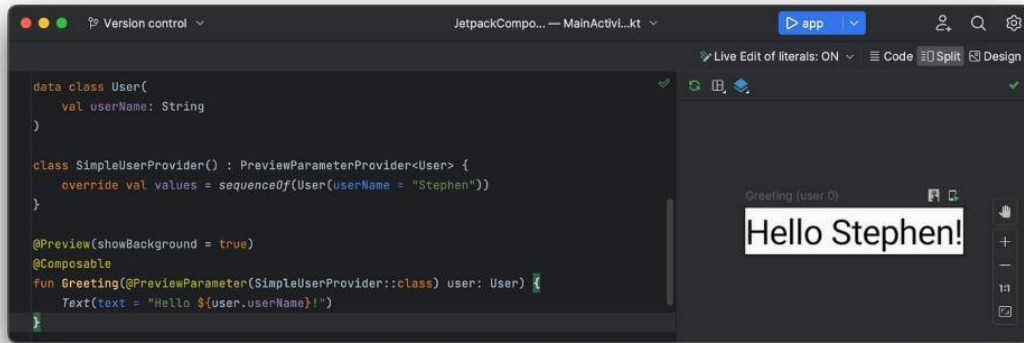 Version control
JetpackCompo... — MainActivi...kt
app
Live Edit of literals: ON
Code
Split
Design
data class User(
    val userName: String
)
class SimpleUserProvider() : PreviewParameterProvider<User> {
    override val values = sequenceOf(User(userName = "Stephen"))
}
@Preview(showBackground = true)
@Composable
fun Greeting(@PreviewParameter(SimpleUserProvider::class) user: User) {
    Text(text = "Hello ${user.userName}!")
}
Greeting (user 0)
Hello Stephen!
1:1